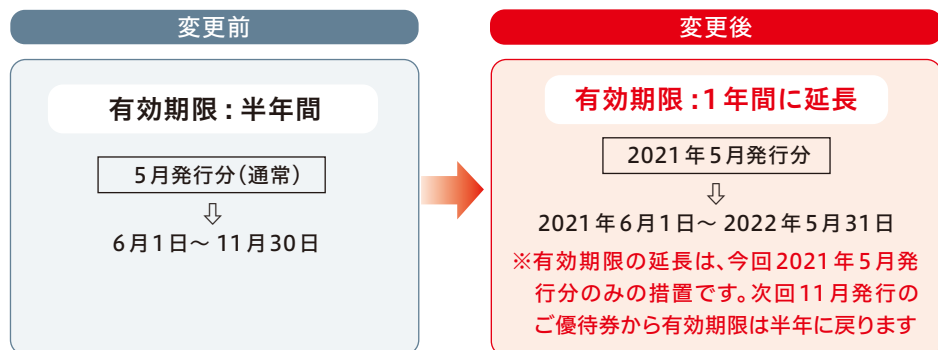 変更前
有効期限：半年間
5月発行分（通常）
⇩
6月1日～11月30日
変更後
有効期限：1年間に延長
2021年5月発行分
⇩
2021年6月1日～2022年5月31日
※有効期限の延長は、今回2021年5月発
行分のみの措置です。次回11月発行の
ご優待券から有効期限は半年に戻ります